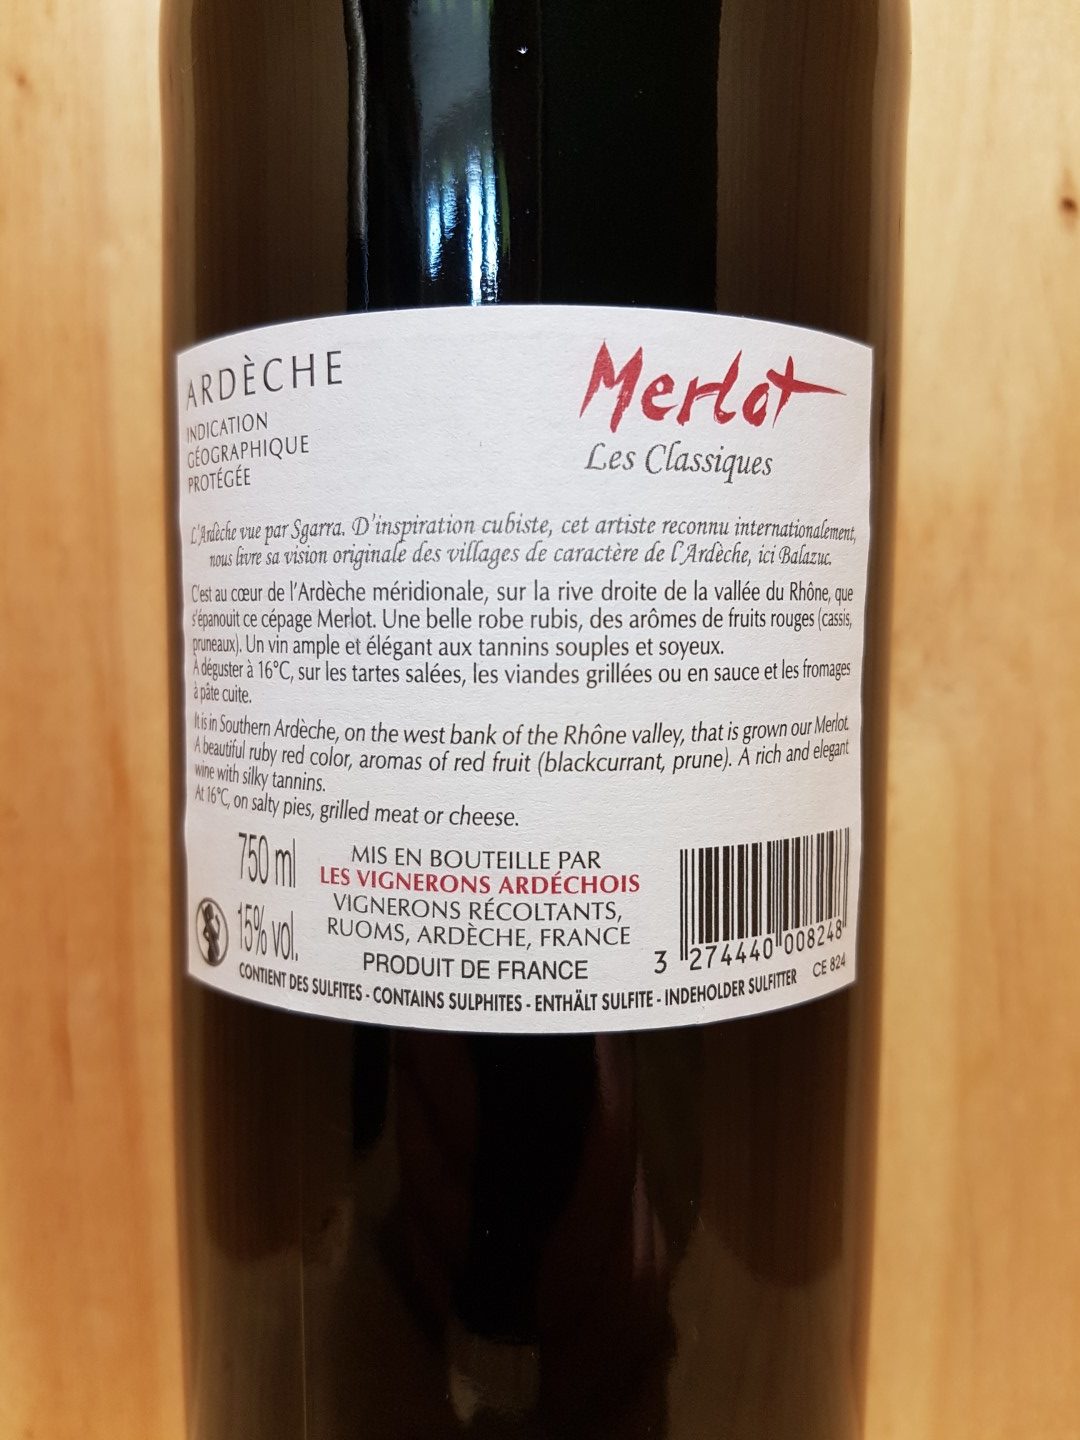 ARDÈCHE
INDICATION
GÉOGRAPHIQUE
PROTÉGÉE
Merlot
Les Classiques
L'Ardèche vue par Sgarra. D'inspiration cubiste, cet artiste reconnu internationalement,
nous livre sa vision originale des villages de caractère de l'Ardèche, ici Balazuc.
C'est au cœur de l'Ardèche méridionale, sur la rive droite de la vallée du Rhône, que
s'épanouit ce cépage Merlot. Une belle robe rubis, des arômes de fruits rouges (cassis,
pruneaux). Un vin ample et élégant aux tannins souples et soyeux.
A déguster à 16°C, sur les tartes salées, les viandes grillées ou en sauce et les fromages
à pâte cuite.
It is in Southern Ardèche, on the west bank of the Rhône valley, that is grown our Merlot.
A beautiful ruby red color, aromas of red fruit (blackcurrant, prune). A rich and elegant
wine with silky tannins.
At 16°C, on salty pies, grilled meat or cheese.
750 ml
15% vol.
MIS EN BOUTEILLE PAR
LES VIGNERONS ARDÉCHOIS
VIGNERONS RÉCOLTANTS,
RUOMS, ARDÈCHE, FRANCE
PRODUIT DE FRANCE
3 274440 008248
CE 824
CONTIENT DES SULFITES - CONTAINS SULPHITES - ENTHÄLT SULFITE - INDEHOLDER SULFITTER